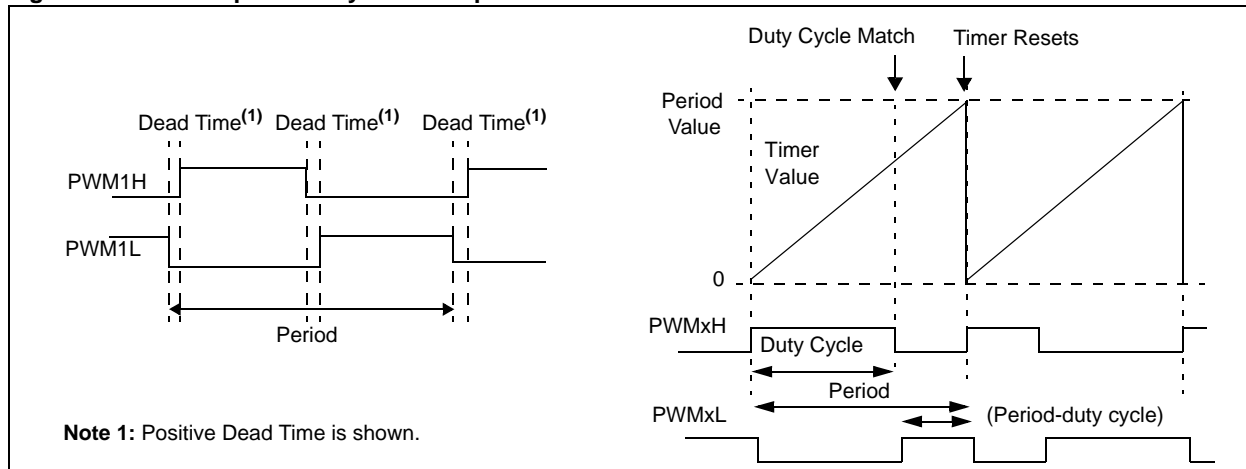 Dead Time(1) Dead Time(1) Dead Time(1)
PWM1H
PWM1L
Period
Note 1: Positive Dead Time is shown.
Duty Cycle Match
Timer Resets
Period
Value
Timer
Value
0
PWMxH
Duty Cycle
Period
PWMxL
(Period-duty cycle)